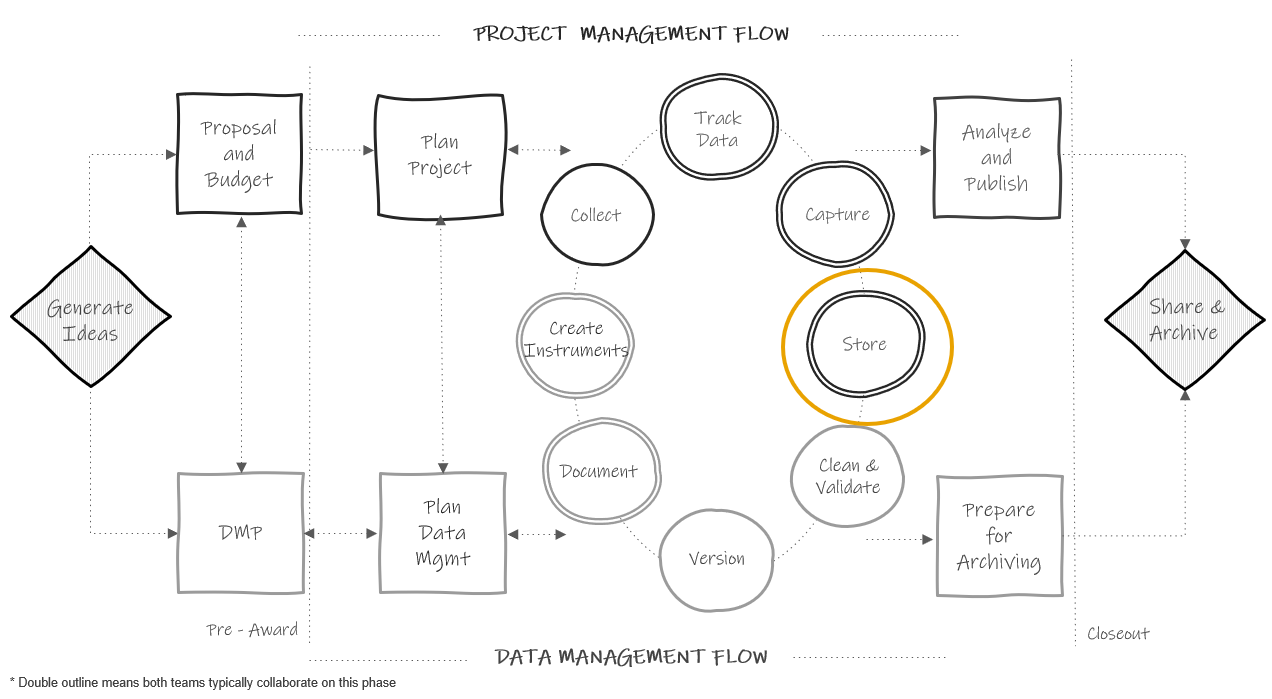 PROJECT MANAGEMENT FLOW
Proposal
and
Budget
Plan
Project
Track
Data
Analyze
and
Publish
Collect
Capture
Generate
Ideas
Create
Instruments
Store
Share &
Archive
Document
Clean &
Validate
DMP
Plan
Data
Mgmt
Version
Prepare
for
Archiving
Pre - Award
Closeout
DATA MANAGEMENT FLOW
* Double outline means both teams typically collaborate on this phase